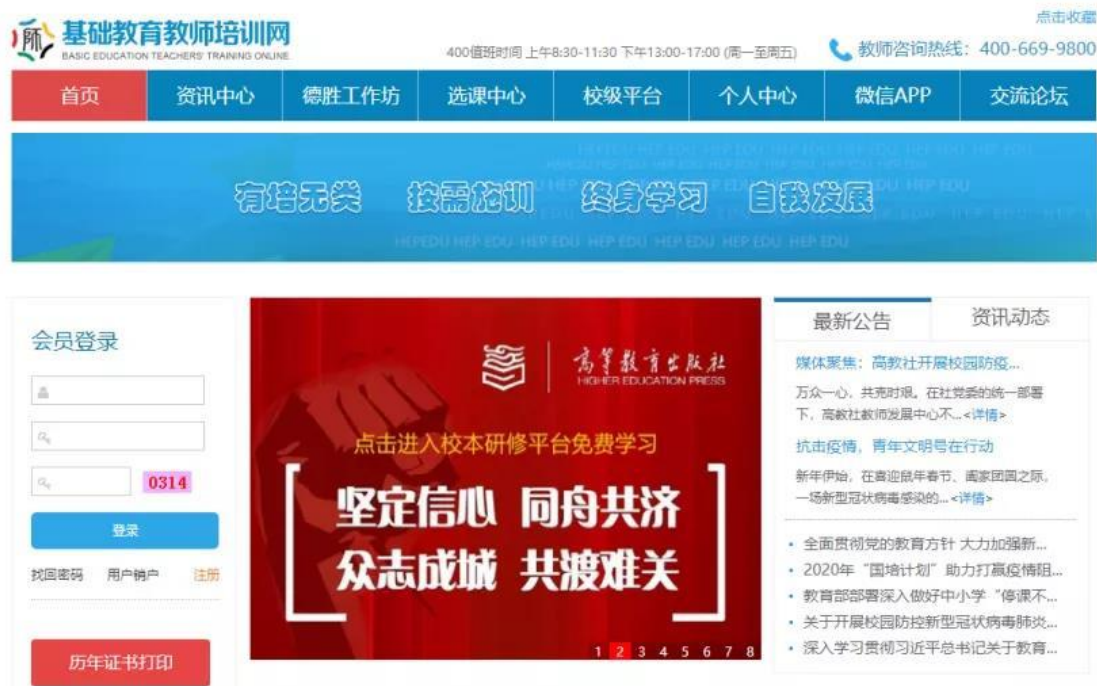 点击收藏
师
基础教育教师培训网
BASIC EDUCATION TEACHERS' TRAINING ONLINE
400值班时间 上午8:30-11:30 下午13:00-17:00 (周一至周五)
教师咨询热线：400-669-9800
首页 资讯中心 德胜工作坊 选课中心 校级平台 个人中心 微信APP 交流论坛
有培无类 按需施训 终身学习 自我发展
HEPEDU HEP EDU HEP EDU HEP EDU HEP EDU HEP EDU
会员登录
0314
登录
找回密码 用户销户 注册
历年证书打印
高等教育出版社
HIGHER EDUCATION PRESS
点击进入校本研修平台免费学习
坚定信心 同舟共济
众志成城 共渡难关
1 2 3 4 5 6 7 8
最新公告 资讯动态
媒体聚焦：高教社开展校园防疫...
万众一心、共克时艰。在社党委的统一部署
下，高教社教师发展中心不...<详情>
抗击疫情，青年文明号在行动
新年伊始，在喜迎鼠年春节、阖家团圆之际，
一场新型冠状病毒感染的...<详情>
• 全面贯彻党的教育方针 大力加强新...
• 2020年“国培计划”助力打赢疫情阻...
• 教育部部署深入做好中小学“停课不...
• 关于开展校园防控新型冠状病毒肺炎...
• 深入学习贯彻习近平总书记关于教育...